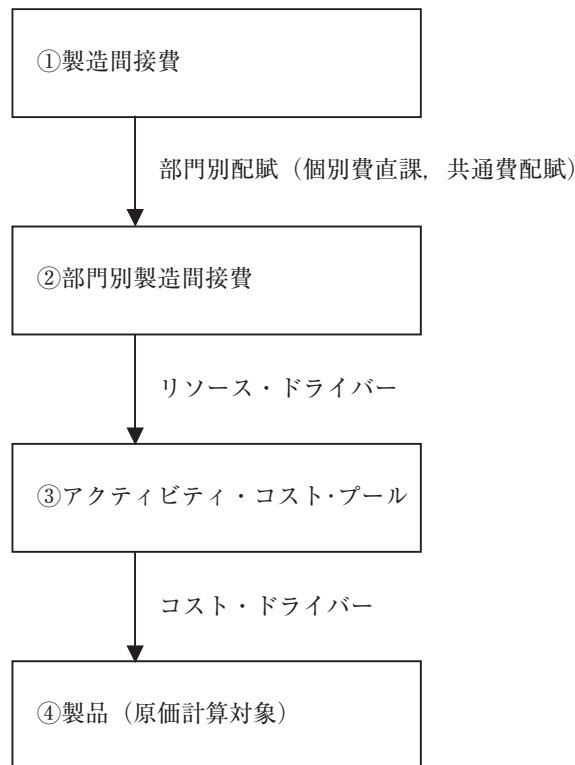 ①製造間接費
部門別配賦（個別費直課，共通費配賦）
②部門別製造間接費
リソース・ドライバー
③アクティビティ・コスト・プール
コスト・ドライバー
④製品（原価計算対象）